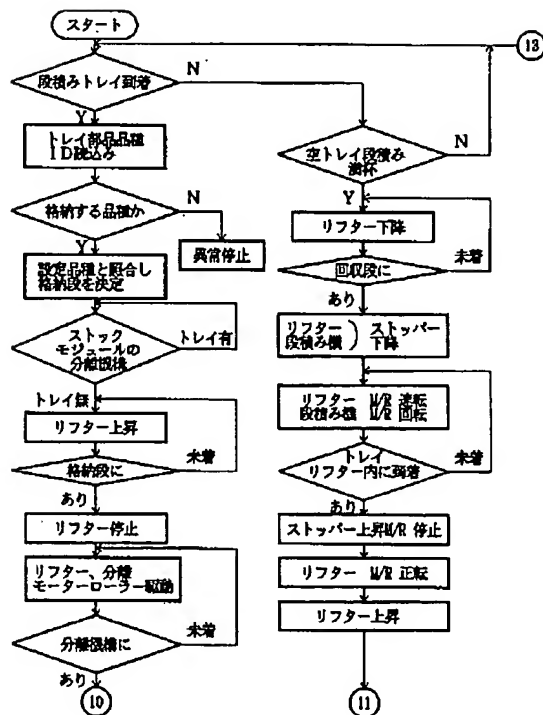 スタート
13
段積みトレイ到着
N
Y
トレイ部品品種
ID読込み
格納する品種か
N
Y
異常停止
設定品種と照合し
格納段を決定
ストック
モジュールの
分離機構
トレイ有
トレイ無
リフター上昇
格納段に
未着
あり
リフター停止
リフター、分離
モーターローラー駆動
分離機構に
未着
あり
10
空トレイ段積み
満杯
N
Y
リフター下降
回収段に
未着
あり
リフター
段積み機
) ストッパー
下降
リフター M/R 逆転
段積み機 M/R 回転
トレイ
リフター内に到着
未着
あり
ストッパー上昇M/R 停止
リフター M/R 正転
リフター上昇
11